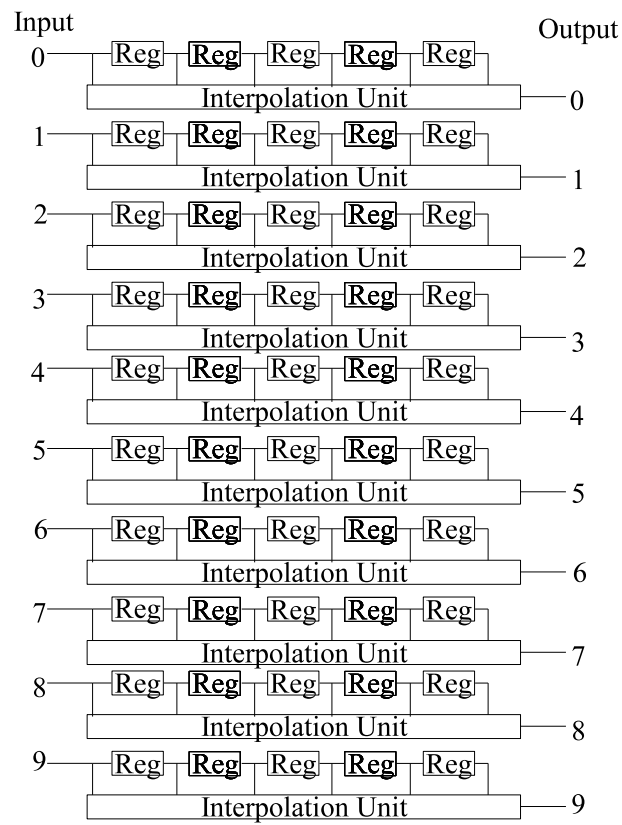 Input
Output
0 Reg Reg Reg Reg Reg
Interpolation Unit 0
1 Reg Reg Reg Reg Reg
Interpolation Unit 1
2 Reg Reg Reg Reg Reg
Interpolation Unit 2
3 Reg Reg Reg Reg Reg
Interpolation Unit 3
4 Reg Reg Reg Reg Reg
Interpolation Unit 4
5 Reg Reg Reg Reg Reg
Interpolation Unit 5
6 Reg Reg Reg Reg Reg
Interpolation Unit 6
7 Reg Reg Reg Reg Reg
Interpolation Unit 7
8 Reg Reg Reg Reg Reg
Interpolation Unit 8
9 Reg Reg Reg Reg Reg
Interpolation Unit 9